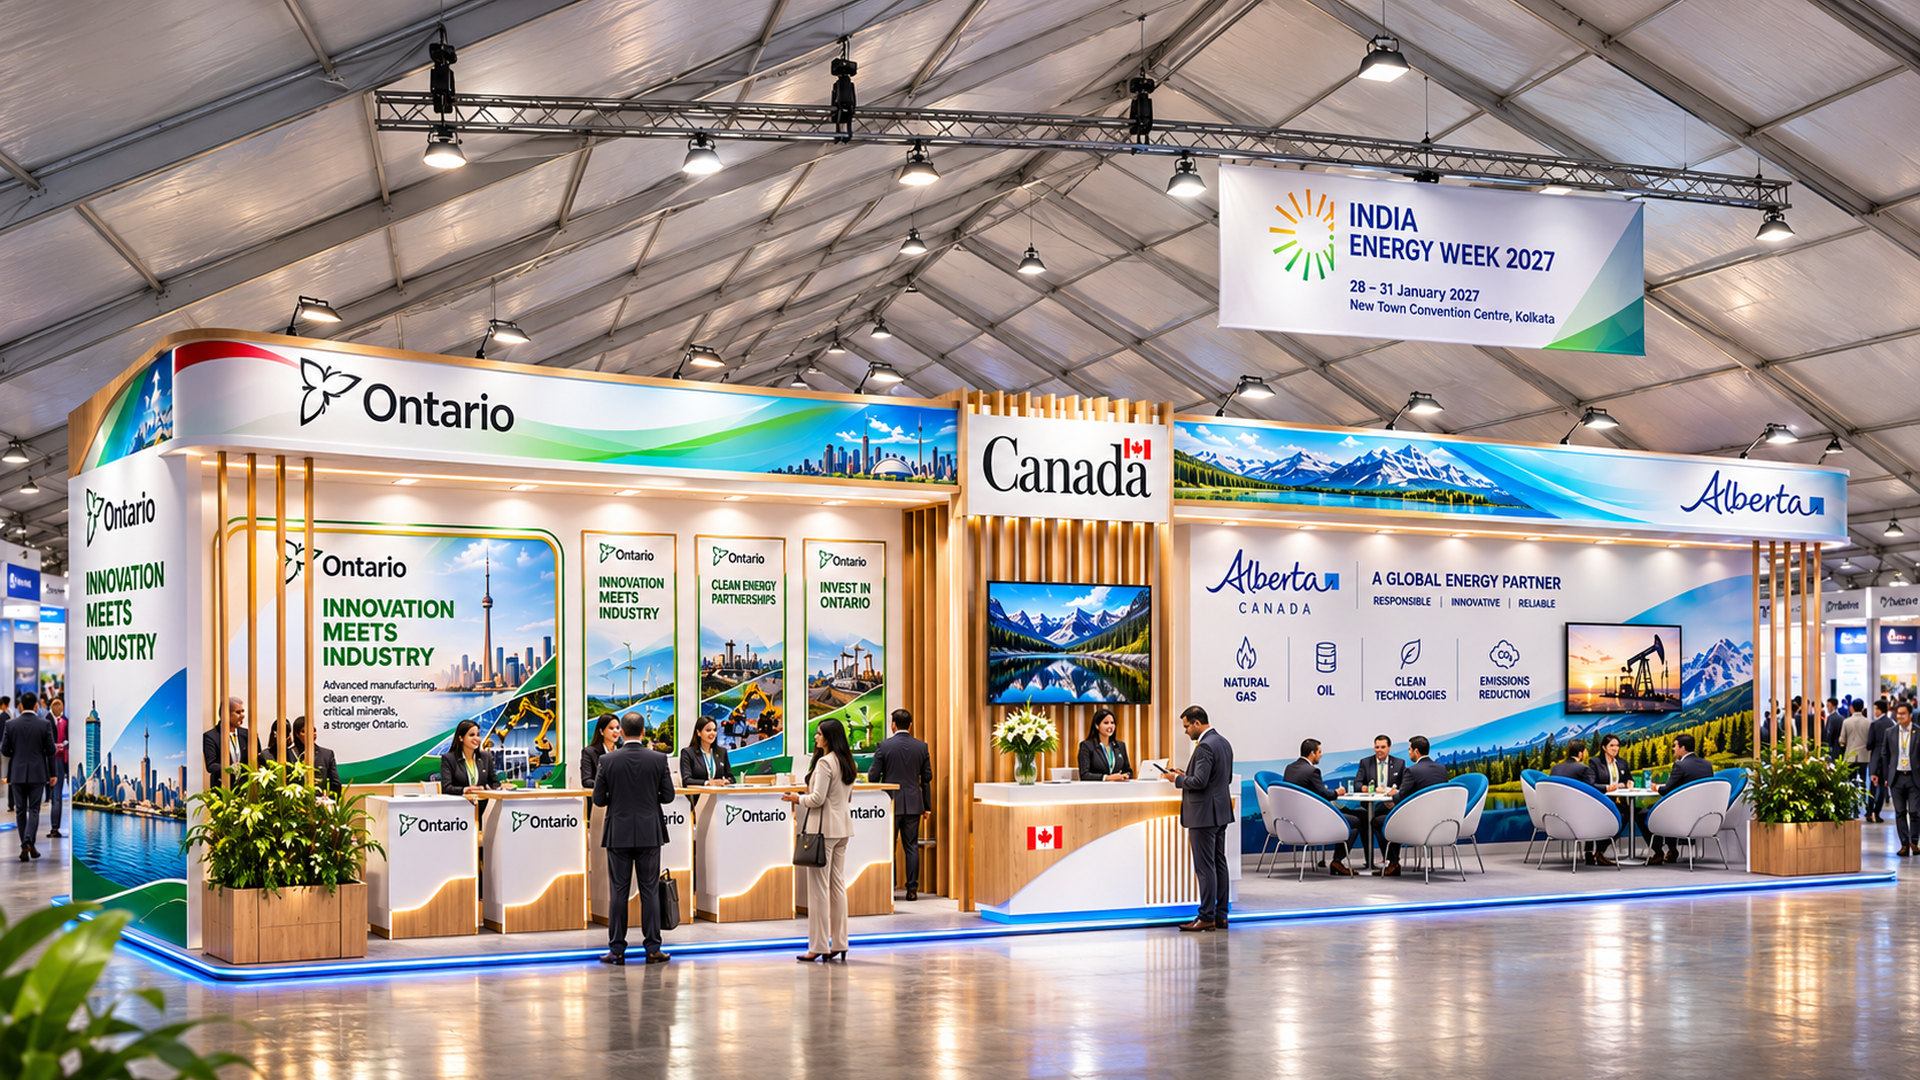 INDIA
ENERGY WEEK 2027
28 – 31 January 2027
New Town Convention Centre, Kolkata
Ontario
Canada
Alberta
Ontario
INNOVATION
MEETS
INDUSTRY
Ontario
INNOVATION
MEETS
INDUSTRY
Advanced manufacturing,
clean energy,
critical minerals,
a stronger Ontario.
Ontario
INNOVATION
MEETS
INDUSTRY
Ontario
CLEAN ENERGY
PARTNERSHIPS
Ontario
INVEST IN
ONTARIO
Alberta
CANADA
A GLOBAL ENERGY PARTNER
RESPONSIBLE | INNOVATIVE | RELIABLE
NATURAL
GAS
OIL
CLEAN
TECHNOLOGIES
CO₂
EMISSIONS
REDUCTION
Ontario
Ontario
ario
Ontario
ntario